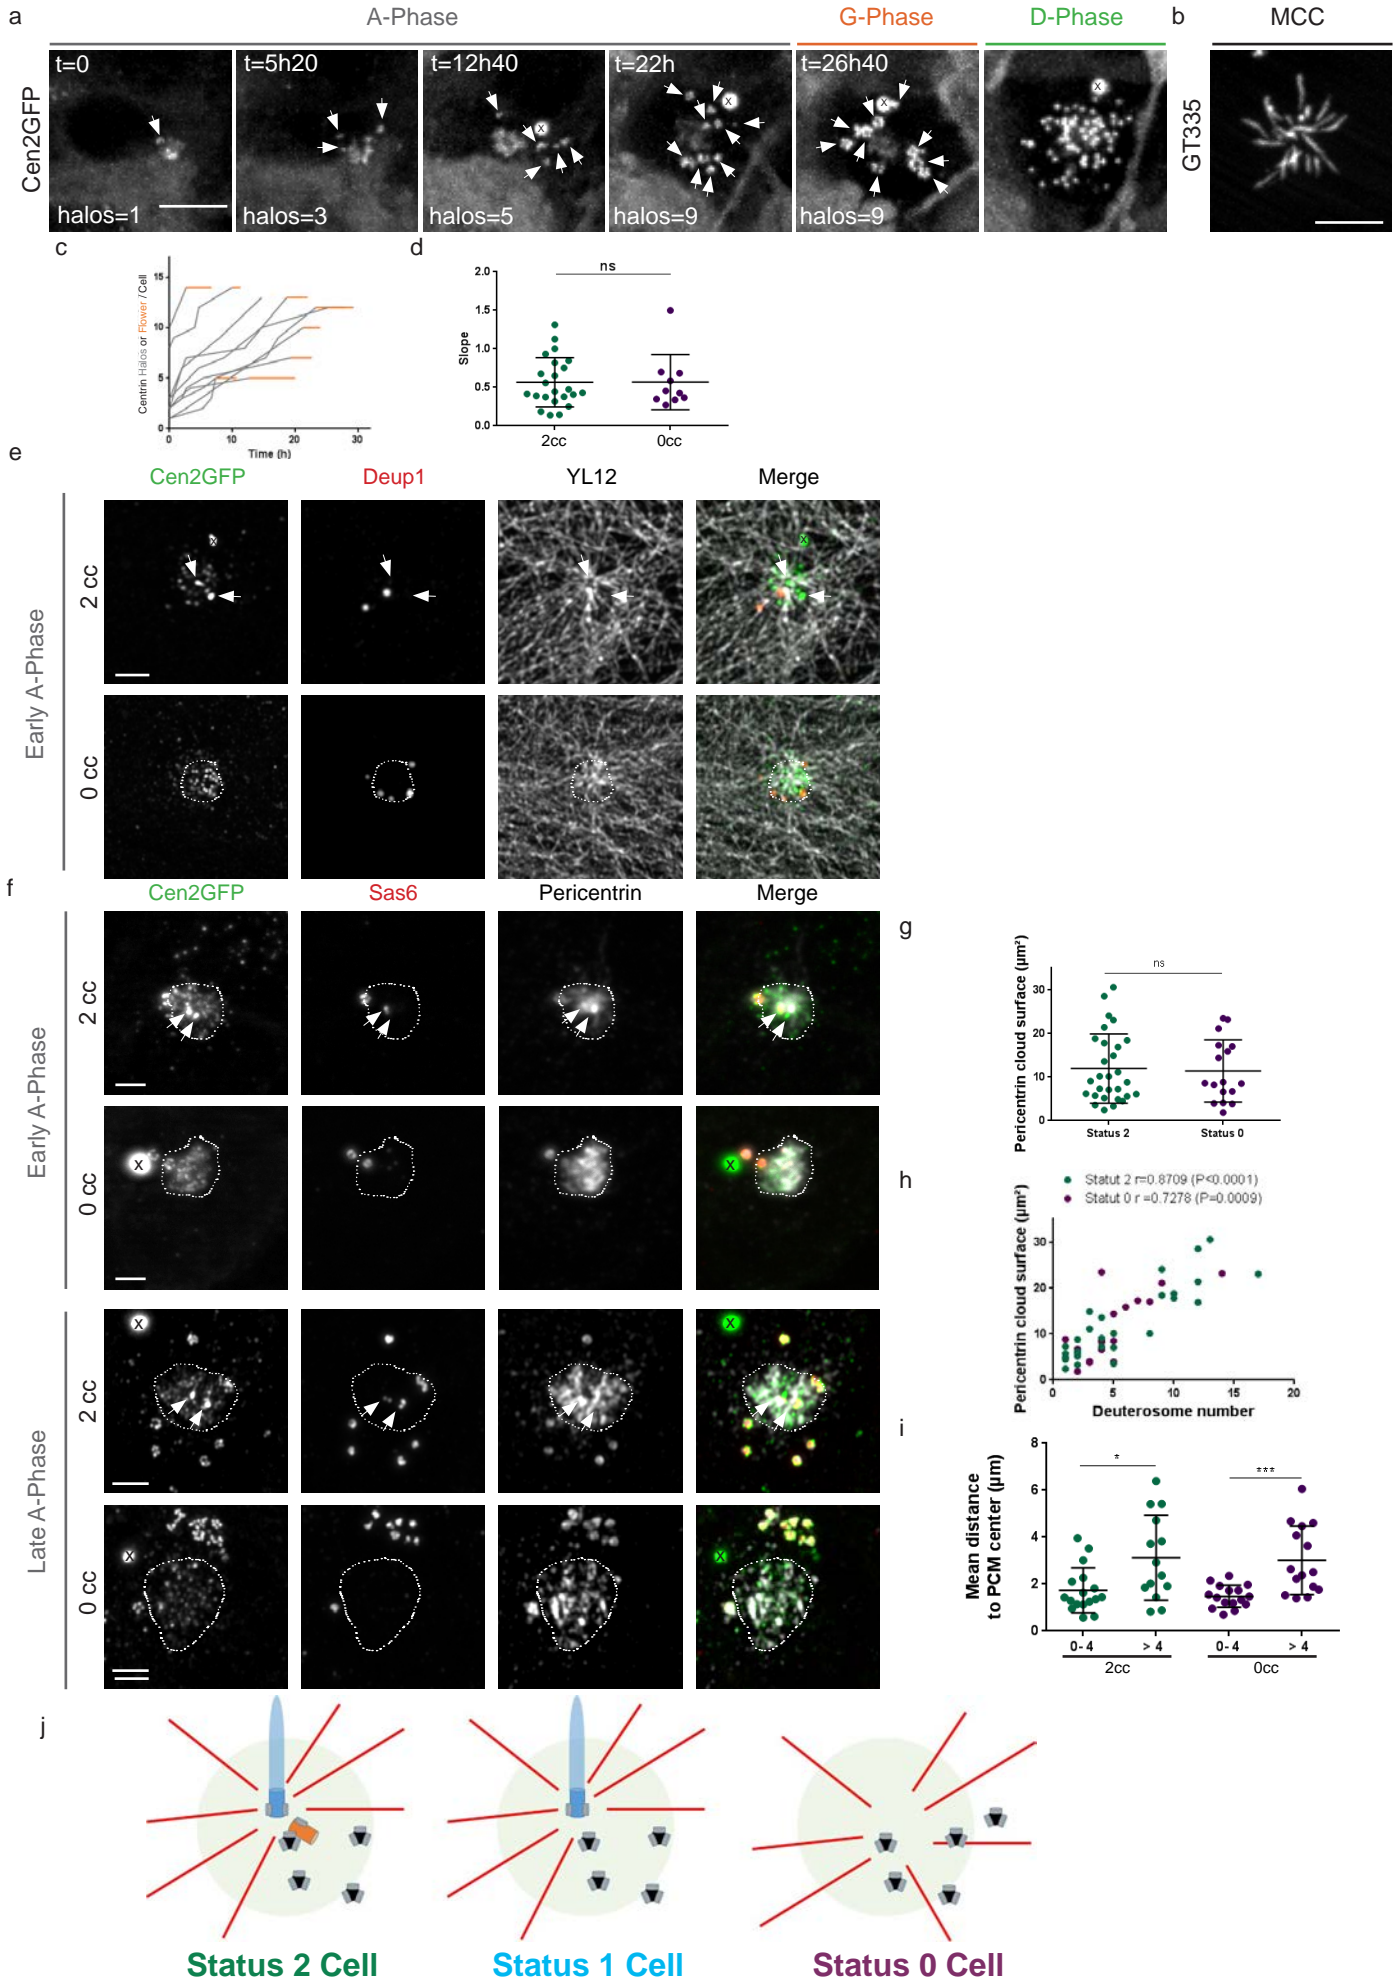 a
A-Phase
G-Phase
D-Phase
b
MCC
Cen2GFP
t=0
t=5h20
t=12h40
t=22h
t=26h40
x
x
x
x
halos=1
halos=3
halos=5
halos=9
halos=9
GT335
c
Centrin Halos or Flower / Cell
15
10
5
0
0
10
20
30
Time (h)
d
ns
Slope
2.0
1.5
1.0
0.5
0.0
2cc
0cc
e
Cen2GFP
Deup1
YL12
Merge
Early A-Phase
2 cc
x
x
0 cc
f
Cen2GFP
Sas6
Pericentrin
Merge
Early A-Phase
2 cc
0 cc
x
x
Late A-Phase
2 cc
x
x
0 cc
x
x
g
ns
Pericentrin cloud surface (µm²)
30
20
10
0
Status 2
Status 0
h
Statut 2 r=0.8709 (P<0.0001)
Statut 0 r =0.7278 (P=0.0009)
Pericentrin cloud surface (µm²)
30
20
10
0
0
5
10
15
20
Deuterosome number
i
Mean distance
to PCM center (µm)
8
6
4
2
0
*
***
0- 4
> 4
0- 4
> 4
2cc
0cc
j
Status 2 Cell
Status 1 Cell
Status 0 Cell